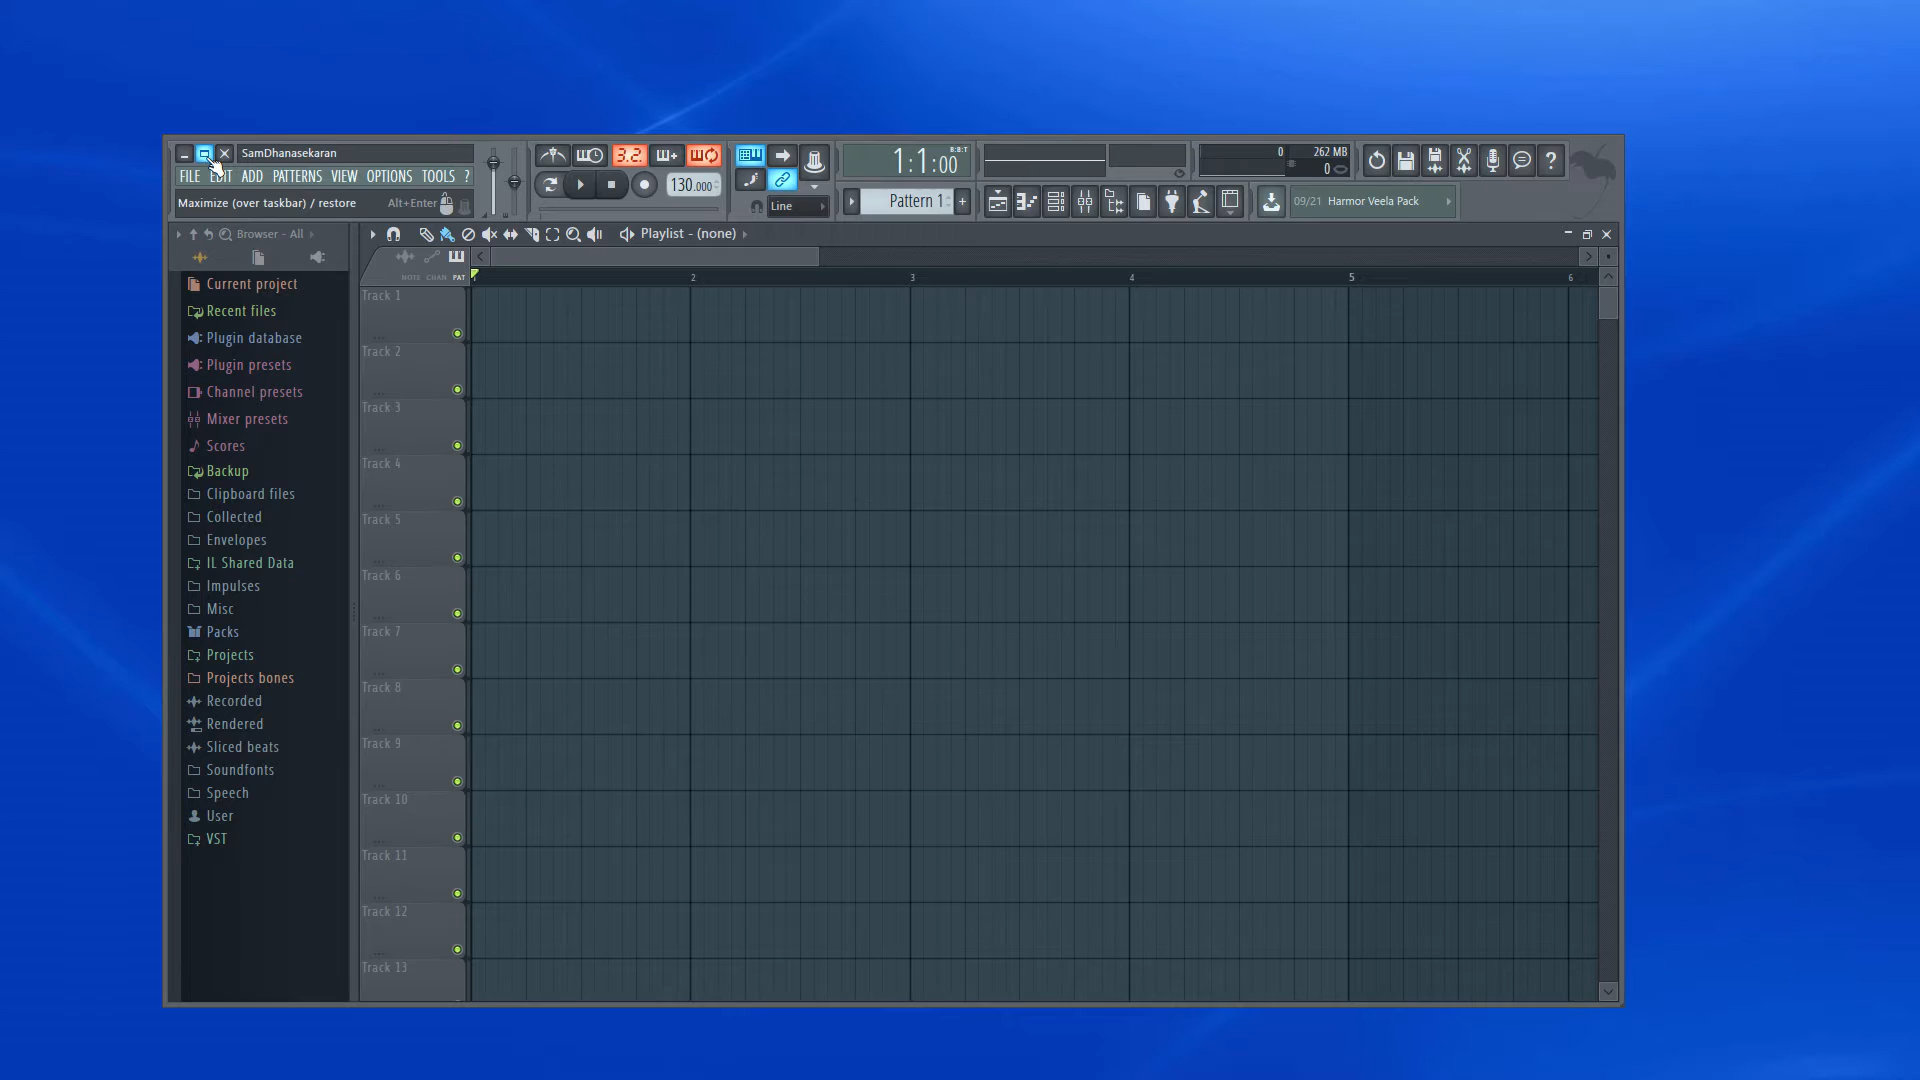 SamDhanasekaran
FILE EDIT ADD PATTERNS VIEW OPTIONS TOOLS ?
Maximize (over taskbar) / restore Alt+Enter
3.2.
130.000
Line
1:1:00 B:B:T
Pattern 1 +
0 262 MB
0
09/21 Harmor Veela Pack
Browser - All
Playlist - (none)
NOTE CHAN PAT
1 2 3 4 5 6
Current project
Recent files
Plugin database
Plugin presets
Channel presets
Mixer presets
Scores
Backup
Clipboard files
Collected
Envelopes
IL Shared Data
Impulses
Misc
Packs
Projects
Projects bones
Recorded
Rendered
Sliced beats
Soundfonts
Speech
User
VST
Track 1
Track 2
Track 3
Track 4
Track 5
Track 6
Track 7
Track 8
Track 9
Track 10
Track 11
Track 12
Track 13